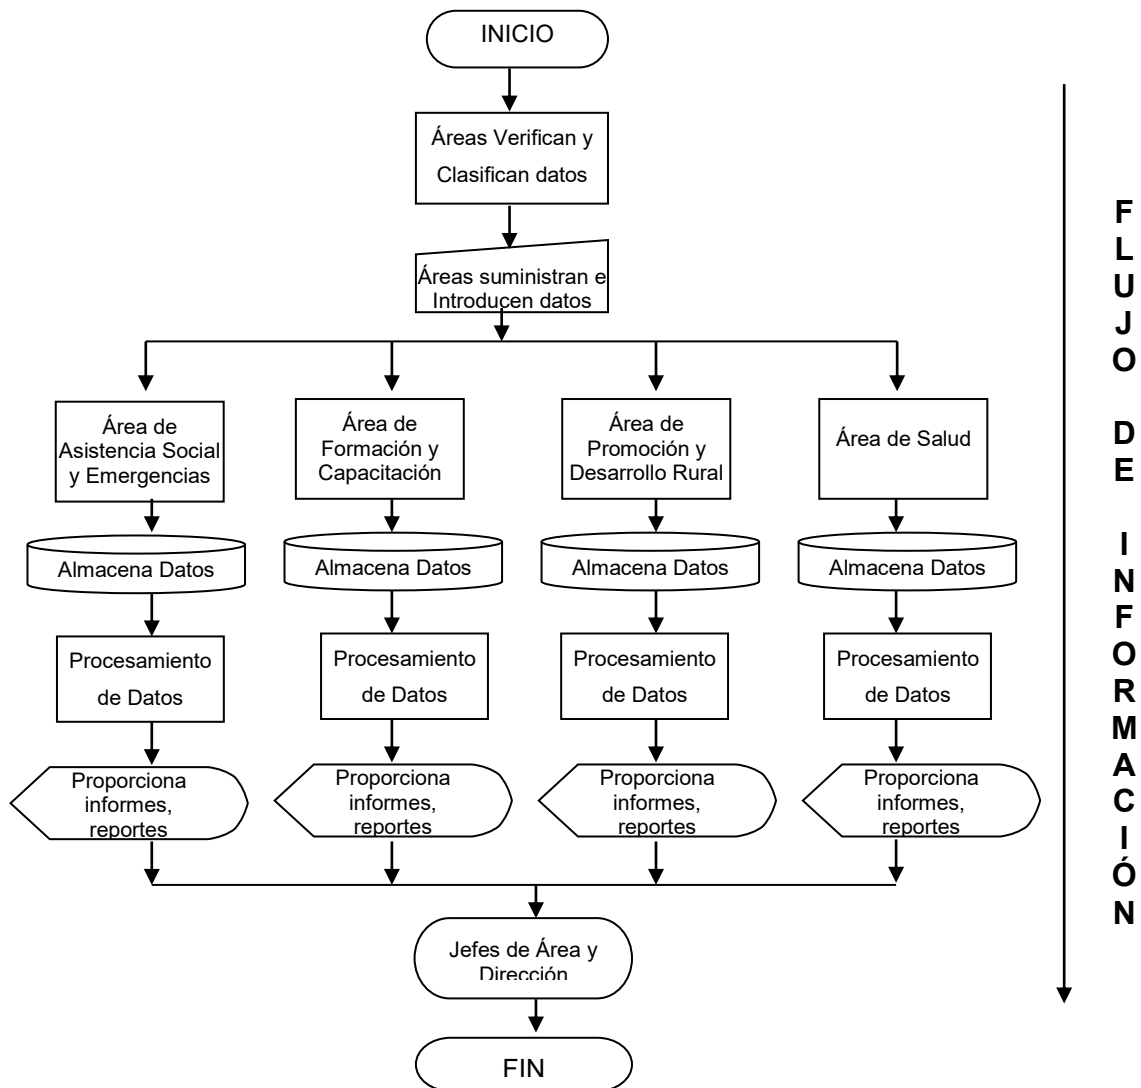 INICIO
Áreas Verifican y
Clasifican datos
Áreas suministran e
Introducen datos
Área de
Asistencia Social
y Emergencias
Área de
Formación y
Capacitación
Área de
Promoción y
Desarrollo Rural
Área de Salud
Almacena Datos
Almacena Datos
Almacena Datos
Almacena Datos
Procesamiento
de Datos
Procesamiento
de Datos
Procesamiento
de Datos
Procesamiento
de Datos
Proporciona
informes,
reportes
Proporciona
informes,
reportes
Proporciona
informes,
reportes
Proporciona
informes,
reportes
Jefes de Área y
Dirección
FIN
FLUJO DE INFORMACIÓN